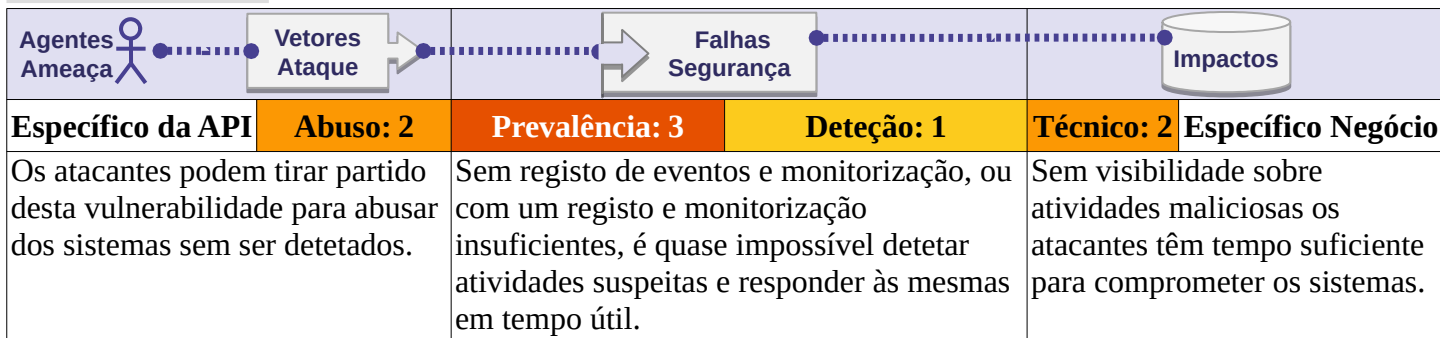 Agentes
Ameaça
Vetores
Ataque
Falhas
Segurança
Impactos
Específico da API
Abuso: 2
Prevalência: 3
Deteção: 1
Técnico: 2
Específico Negócio
Os atacantes podem tirar partido
desta vulnerabilidade para abusar
dos sistemas sem ser detetados.
Sem registo de eventos e monitorização, ou
com um registo e monitorização
insuficientes, é quase impossível detetar
atividades suspeitas e responder às mesmas
em tempo útil.
Sem visibilidade sobre
atividades maliciosas os
atacantes têm tempo suficiente
para comprometer os sistemas.